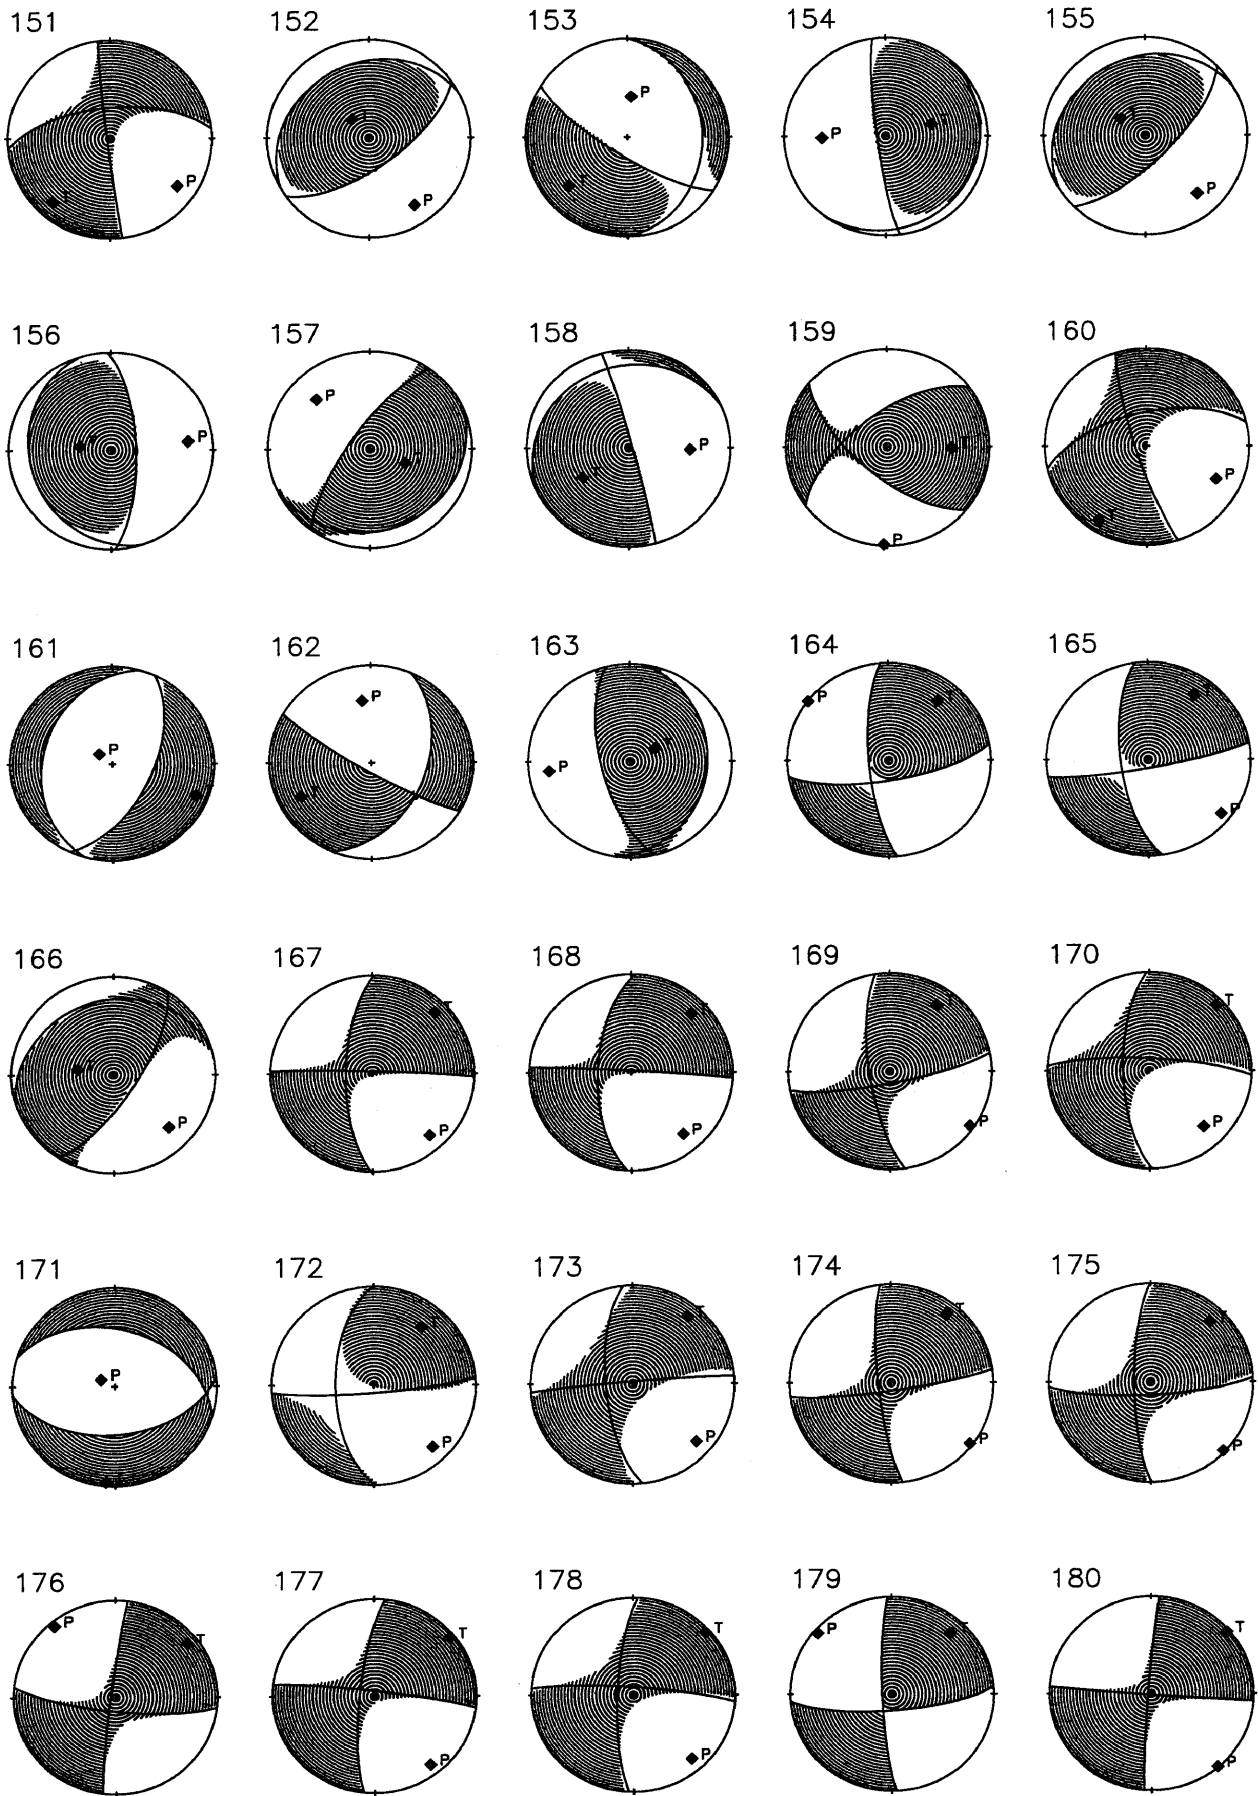 151 152 153 154 155
P T P P T P T P T
P T
156 157 158 159 160
P T P T P T T P P T
161 162 163 164 165
P T P T T P P T T P
166 167 168 169 170
T P T P T P T P T P
171 172 173 174 175
P T P T P T P T P
176 177 178 179 180
P T T P T P P T T P